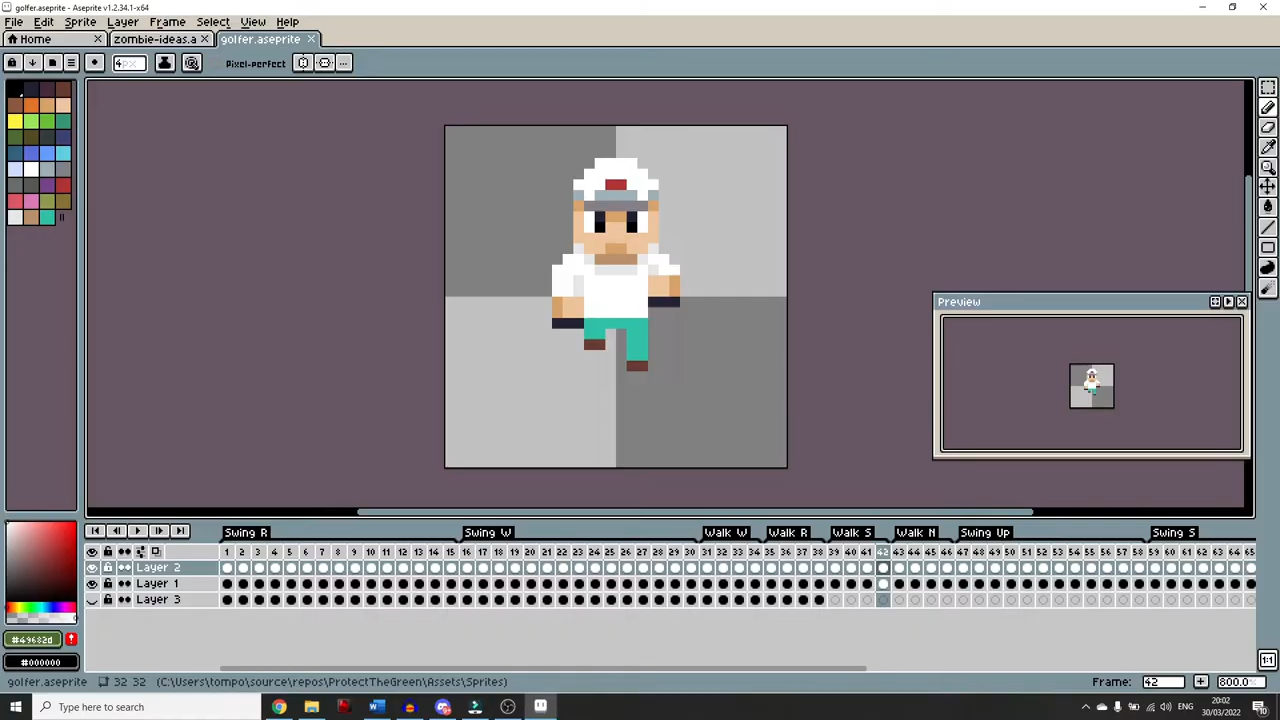 golfer.aseprite - Aseprite v1.2.34.1-x64
File Edit Sprite Layer Frame Select View Help
Home zombie-ideas.a golfer.aseprite
4px Pixel-perfect
Preview
Swing R Swing W Walk W Walk R Walk S Walk N Swing Up Swing S
1 2 3 4 5 6 7 8 9 10 11 12 13 14 15 16 17 18 19 20 21 22 23 24 25 26 27 28 29 30 31 32 33 34 35 36 37 38 39 40 41 42 43 44 45 46 47 48 49 50 51 52 53 54 55 56 57 58 59 60 61 62 63 64 65
Layer 2
Layer 1
Layer 3
#49682d
#000000
1:1
golfer.aseprite 32 32 (C:\Users\tompo\source\repos\ProtectTheGreen\Assets\Sprites) Frame: 42 800.0
Type here to search
20:02
30/03/2022
10